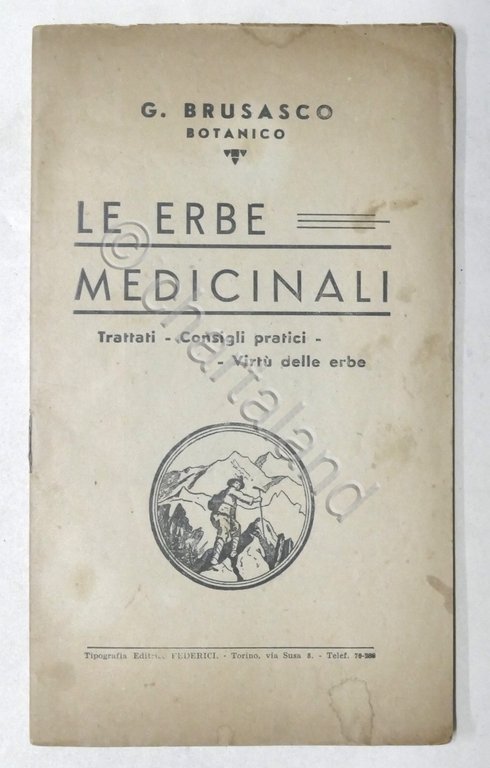 G. BRUSASCO
BOTANICO
LE ERBE
MEDICINALI
Trattati - Consigli pratici -
- Virtù delle erbe
Tipografia Editrice FEDERICI. - Torino, via Susa 8. - Telef.
© chartaland